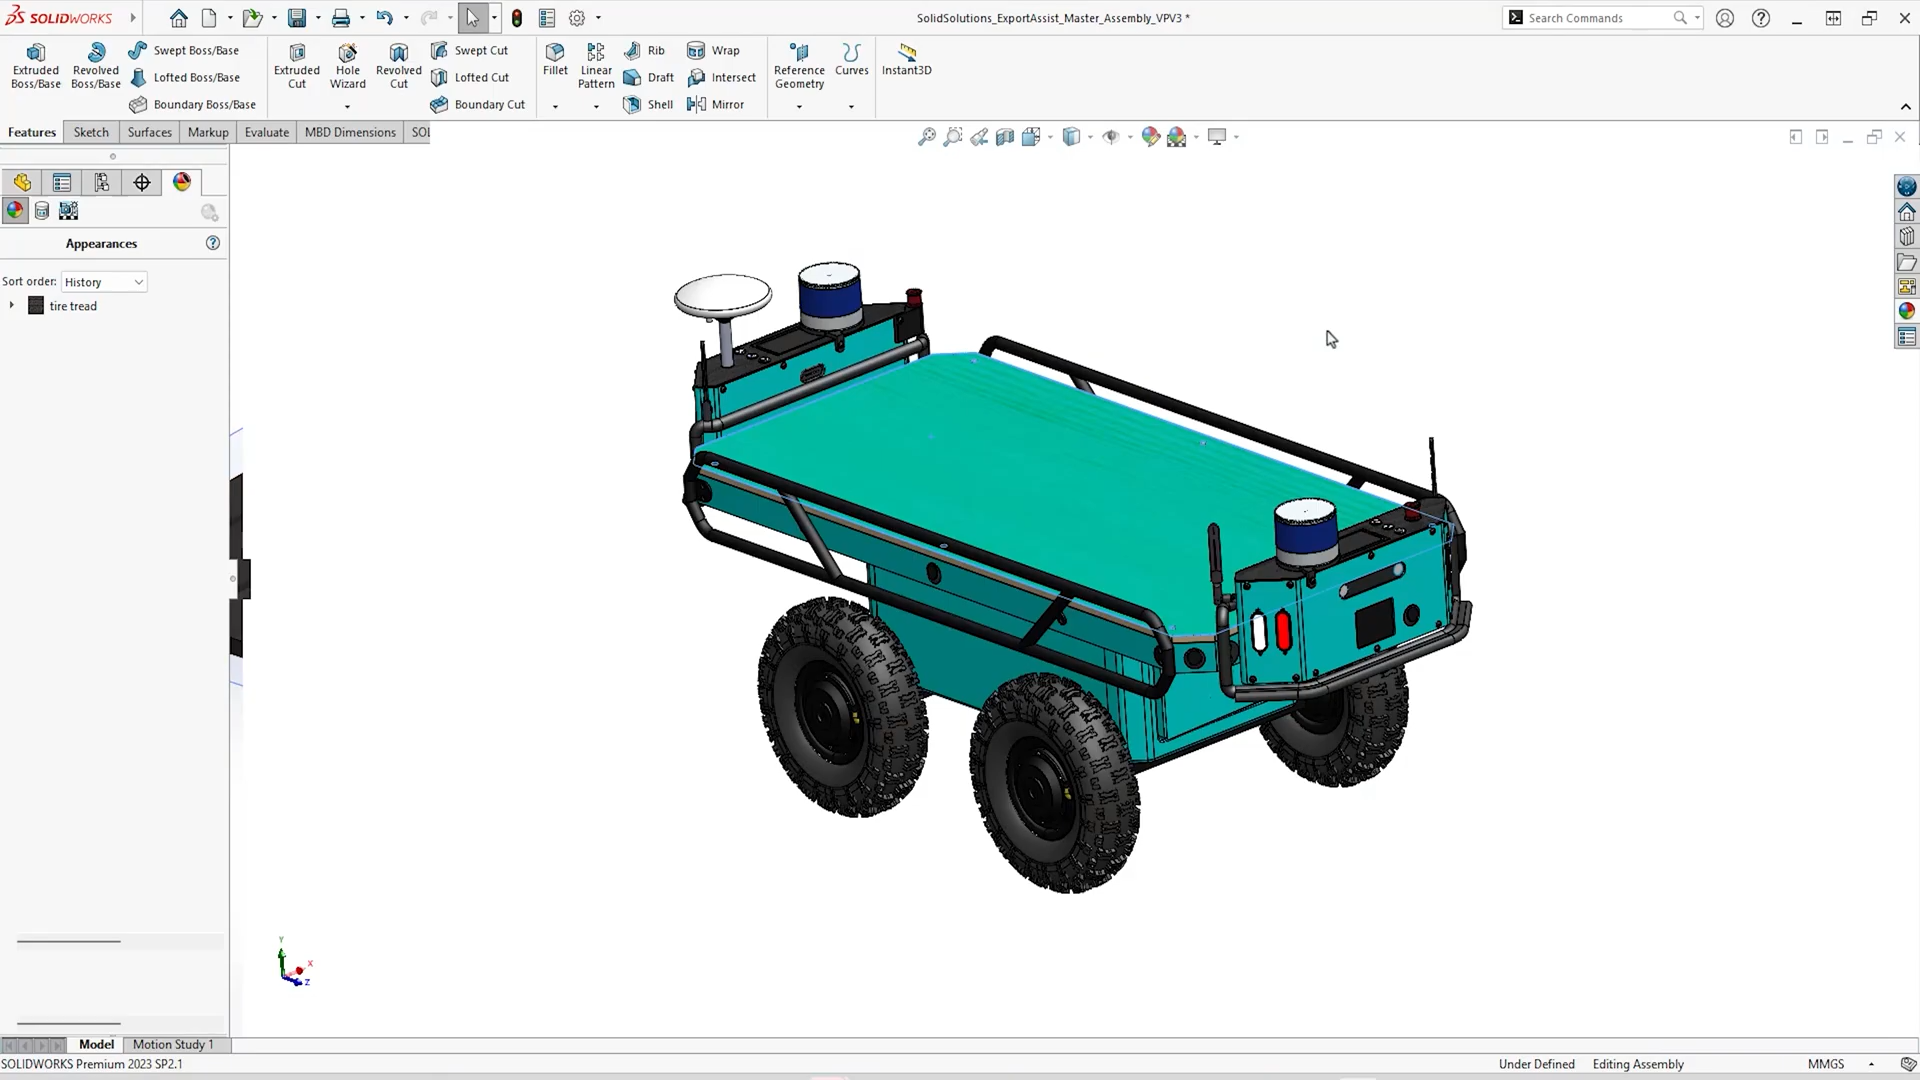 SOLIDWORKS
SolidSolutions_ExportAssist_Master_Assembly_VPV3 *
Search Commands
Extruded Boss/Base
Revolved Boss/Base
Swept Boss/Base
Lofted Boss/Base
Boundary Boss/Base
Extruded Cut
Hole Wizard
Revolved Cut
Swept Cut
Lofted Cut
Boundary Cut
Fillet
Linear Pattern
Rib
Draft
Shell
Wrap
Intersect
Mirror
Reference Geometry
Curves
Instant3D
Features
Sketch
Surfaces
Markup
Evaluate
MBD Dimensions
SOL
Appearances
Sort order: History
tire tread
Y
X
Z
Model
Motion Study 1
SOLIDWORKS Premium 2023 SP2.1
Under Defined
Editing Assembly
MMGS